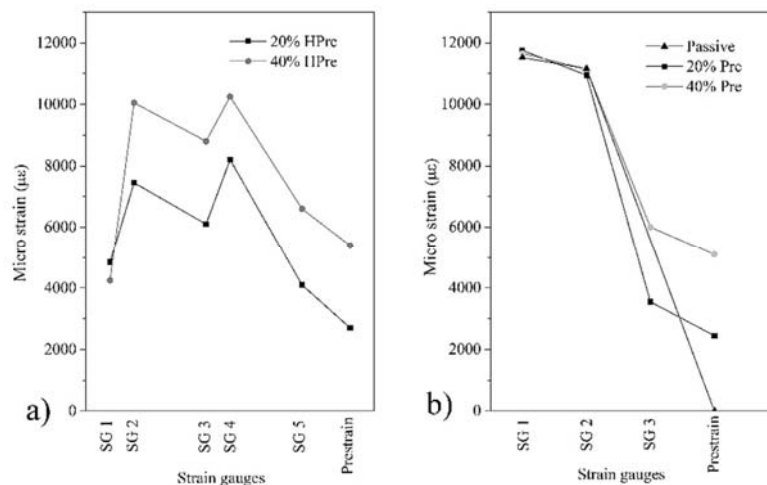 12000
10000
8000
6000
4000
2000
0
Micro strain (με)
20% HPre
40% HPre
a)
SG 1
SG 2
SG 3
SG 4
SG 5
Prestrain
Strain gauges
12000
10000
8000
6000
4000
2000
0
Micro strain (με)
Passive
20% Pre
40% Pre
b)
SG 1
SG 2
SG 3
Prestrain
Strain gauges